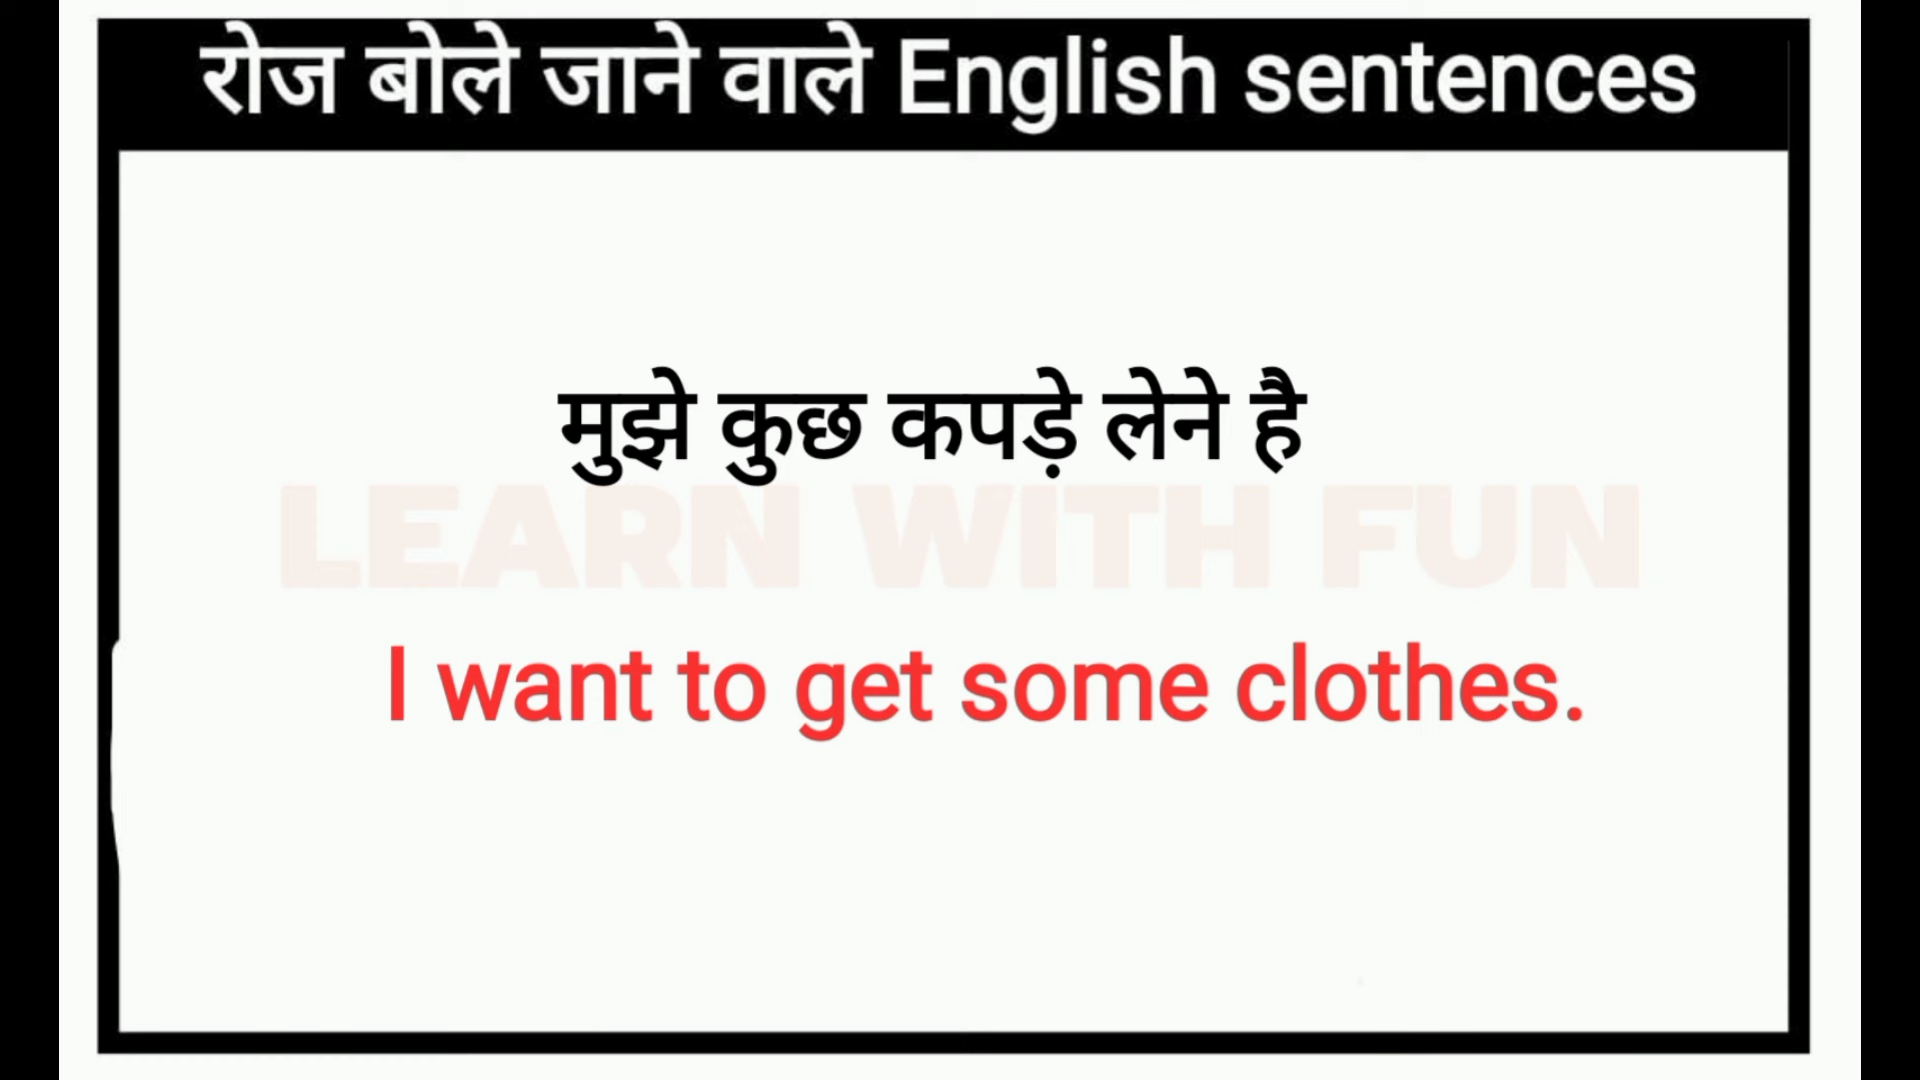 रोज बोले जाने वाले English sentences
मुझे कुछ कपड़े लेने है
LEARN WITH FUN
I want to get some clothes.